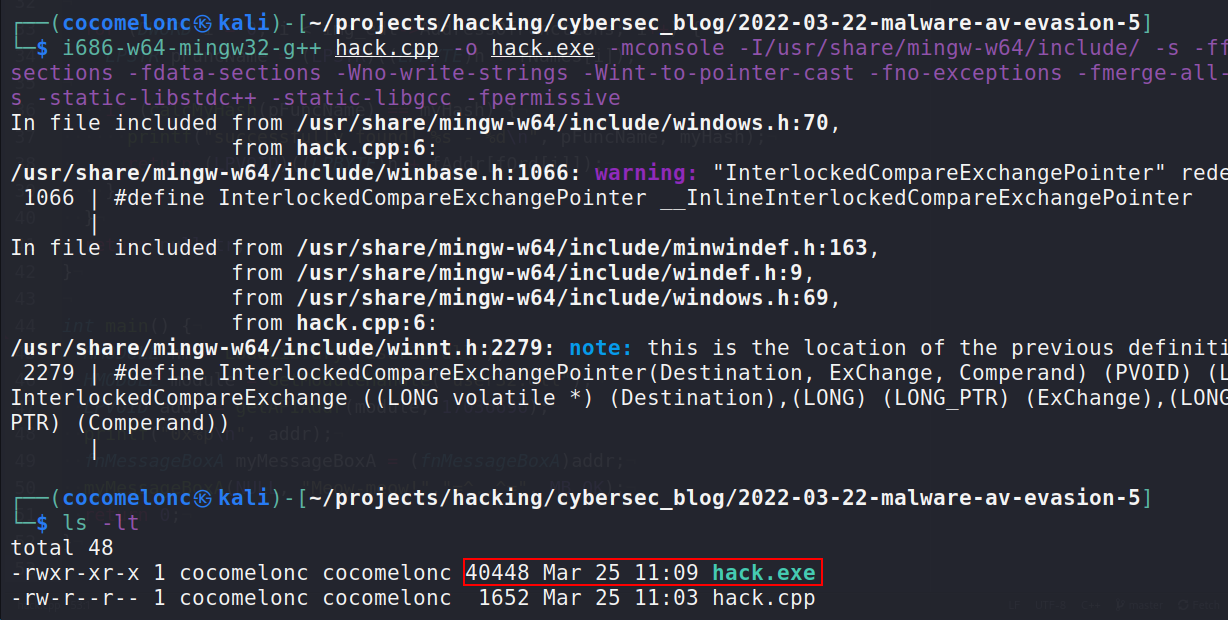 ┌──(cocomelonc㉿kali)-[~/projects/hacking/cybersec_blog/2022-03-22-malware-av-evasion-5]
└─$ i686-w64-mingw32-g++ hack.cpp -o hack.exe -mconsole -I/usr/share/mingw-w64/include/ -s -ff
sections -fdata-sections -Wno-write-strings -Wint-to-pointer-cast -fno-exceptions -fmerge-all-
s -static-libstdc++ -static-libgcc -fpermissive
In file included from /usr/share/mingw-w64/include/windows.h:70,
from hack.cpp:6:
/usr/share/mingw-w64/include/winbase.h:1066: warning: "InterlockedCompareExchangePointer" rede
1066 | #define InterlockedCompareExchangePointer __InlineInterlockedCompareExchangePointer
|
In file included from /usr/share/mingw-w64/include/minwindef.h:163,
from /usr/share/mingw-w64/include/windef.h:9,
from /usr/share/mingw-w64/include/windows.h:69,
from hack.cpp:6:
/usr/share/mingw-w64/include/winnt.h:2279: note: this is the location of the previous definiti
2279 | #define InterlockedCompareExchangePointer(Destination, ExChange, Comperand) (PVOID) (L
InterlockedCompareExchange ((LONG volatile *) (Destination),(LONG) (LONG_PTR) (ExChange),(LONG
PTR) (Comperand))
|
┌──(cocomelonc㉿kali)-[~/projects/hacking/cybersec_blog/2022-03-22-malware-av-evasion-5]
└─$ ls -lt
total 48
-rwxr-xr-x 1 cocomelonc cocomelonc 40448 Mar 25 11:09 hack.exe
-rw-r--r-- 1 cocomelonc cocomelonc 1652 Mar 25 11:03 hack.cpp